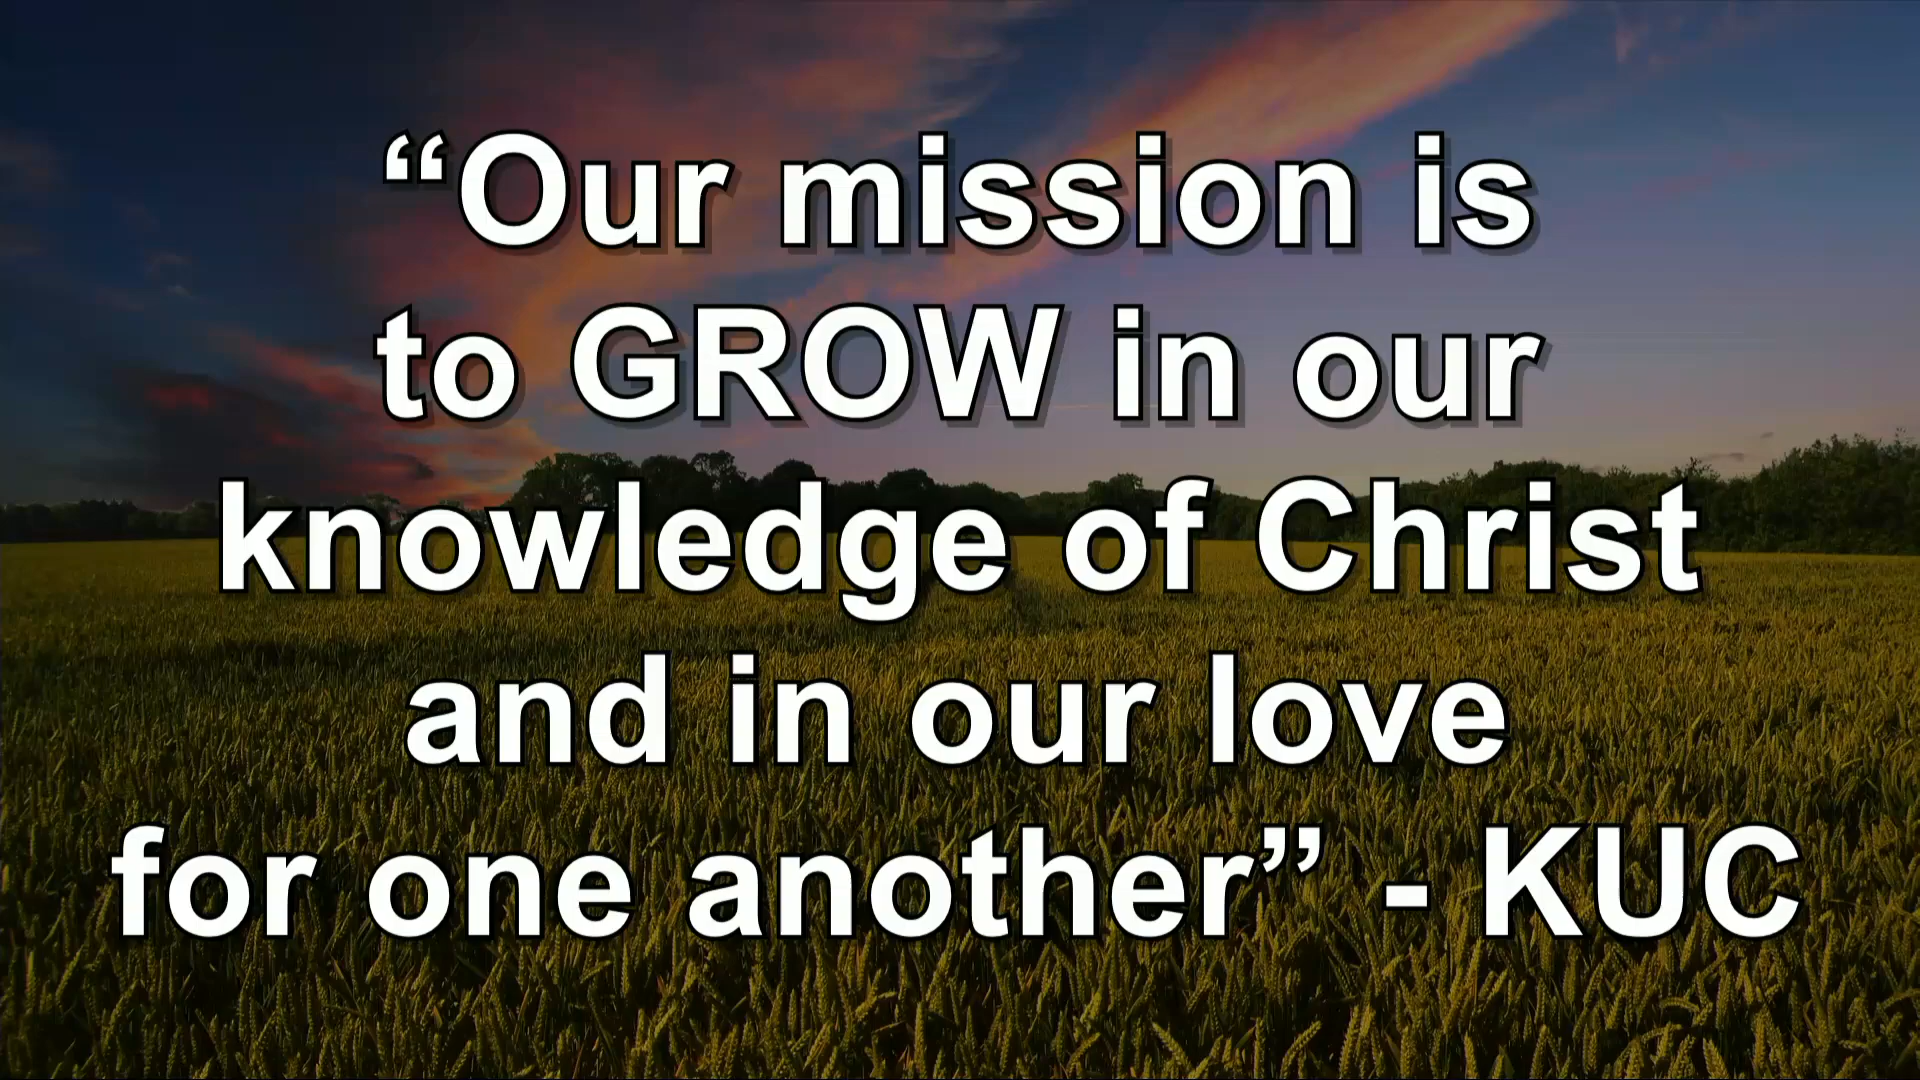 “Our mission is
to GROW in our
knowledge of Christ
and in our love
for one another” - KUC